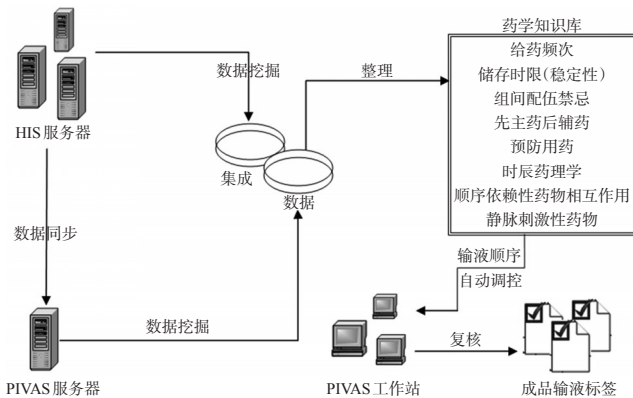 药学知识库
给药频次
储存时限(稳定性)
组间配伍禁忌
先主药后辅药
预防用药
时辰药理学
顺序依赖性药物相互作用
静脉刺激性药物
数据挖掘
整理
HIS服务器
集成
数据
数据同步
输液顺序
自动调控
数据挖掘
复核
PIVAS服务器
PIVAS工作站
成品输液标签